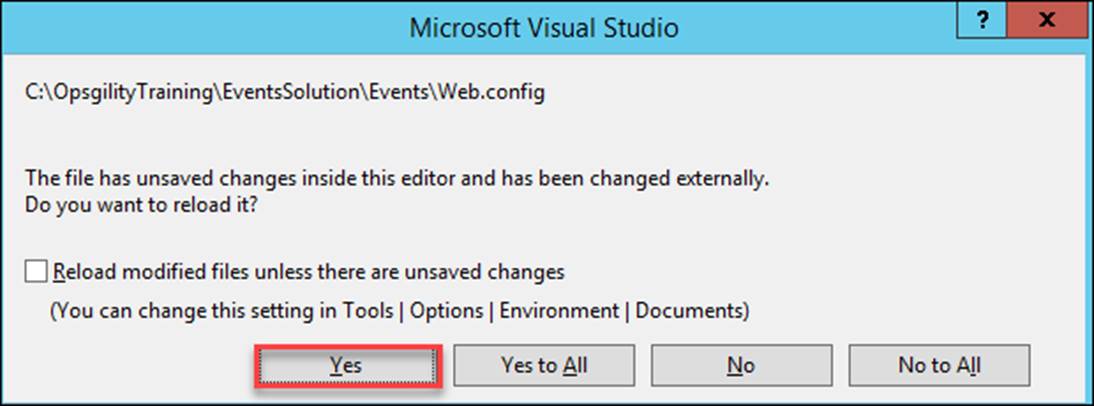 Microsoft Visual Studio
?
x
C:\OpsgilityTraining\EventsSolution\Events\Web.config
The file has unsaved changes inside this editor and has been changed externally.
Do you want to reload it?
Reload modified files unless there are unsaved changes
(You can change this setting in Tools | Options | Environment | Documents)
Yes
Yes to All
No
No to All